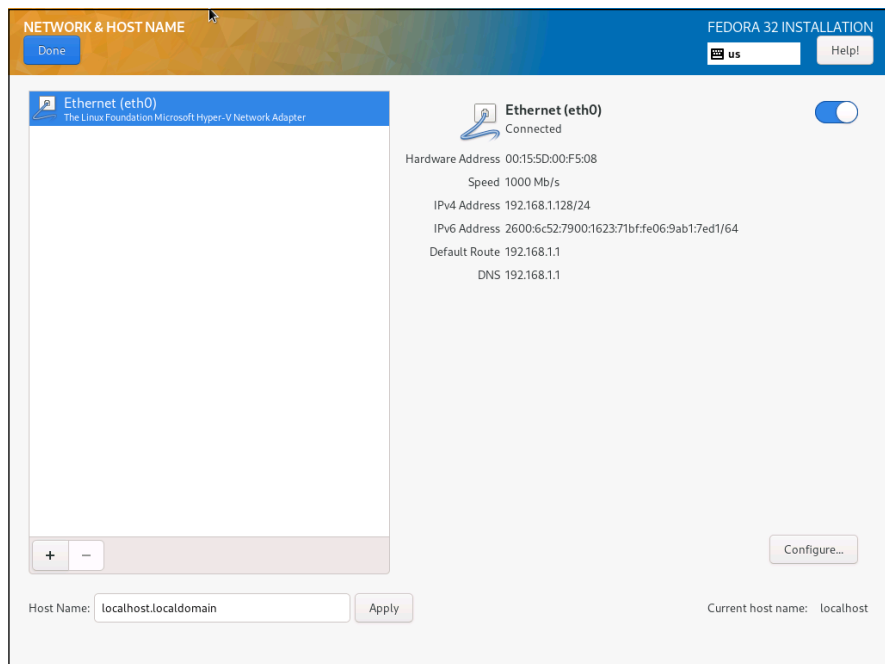 NETWORK & HOST NAME
FEDORA 32 INSTALLATION
Done
us
Help!
Ethernet (eth0)
The Linux Foundation Microsoft Hyper-V Network Adapter
Ethernet (eth0)
Connected
Hardware Address 00:15:5D:00:F5:08
Speed 1000 Mb/s
IPv4 Address 192.168.1.128/24
IPv6 Address 2600:6c52:7900:1623:71bf:fe06:9ab1:7ed1/64
Default Route 192.168.1.1
DNS 192.168.1.1
+ −
Configure...
Host Name: localhost.localdomain Apply
Current host name: localhost